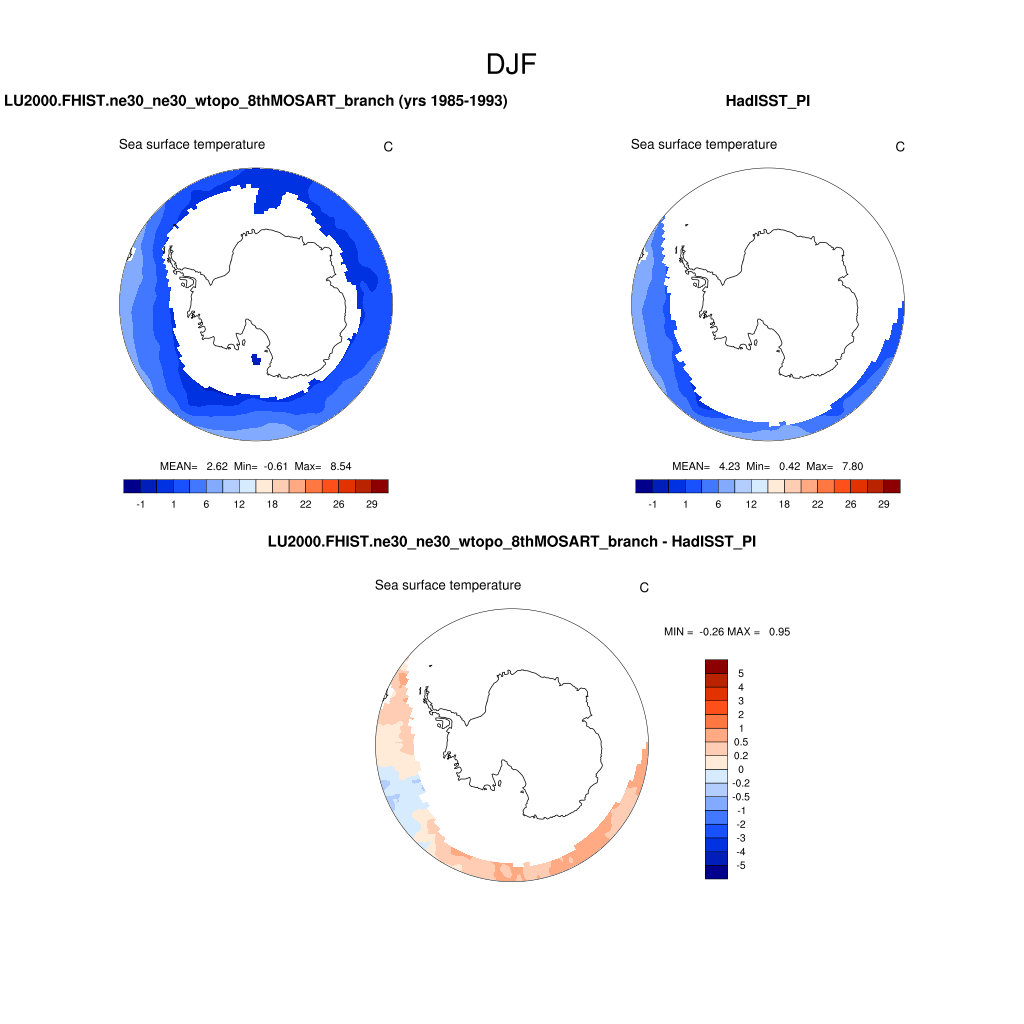 DJF
LU2000.FHIST.ne30_ne30_wtopo_8thMOSART_branch (yrs 1985-1993)
Sea surface temperature C
MEAN= 2.62 Min= -0.61 Max= 8.54
-1 1 6 12 18 22 26 29
HadISST_PI
Sea surface temperature C
MEAN= 4.23 Min= 0.42 Max= 7.80
-1 1 6 12 18 22 26 29
LU2000.FHIST.ne30_ne30_wtopo_8thMOSART_branch - HadISST_PI
Sea surface temperature C
MIN = -0.26 MAX = 0.95
5
4
3
2
1
0.5
0.2
0
-0.2
-0.5
-1
-2
-3
-4
-5